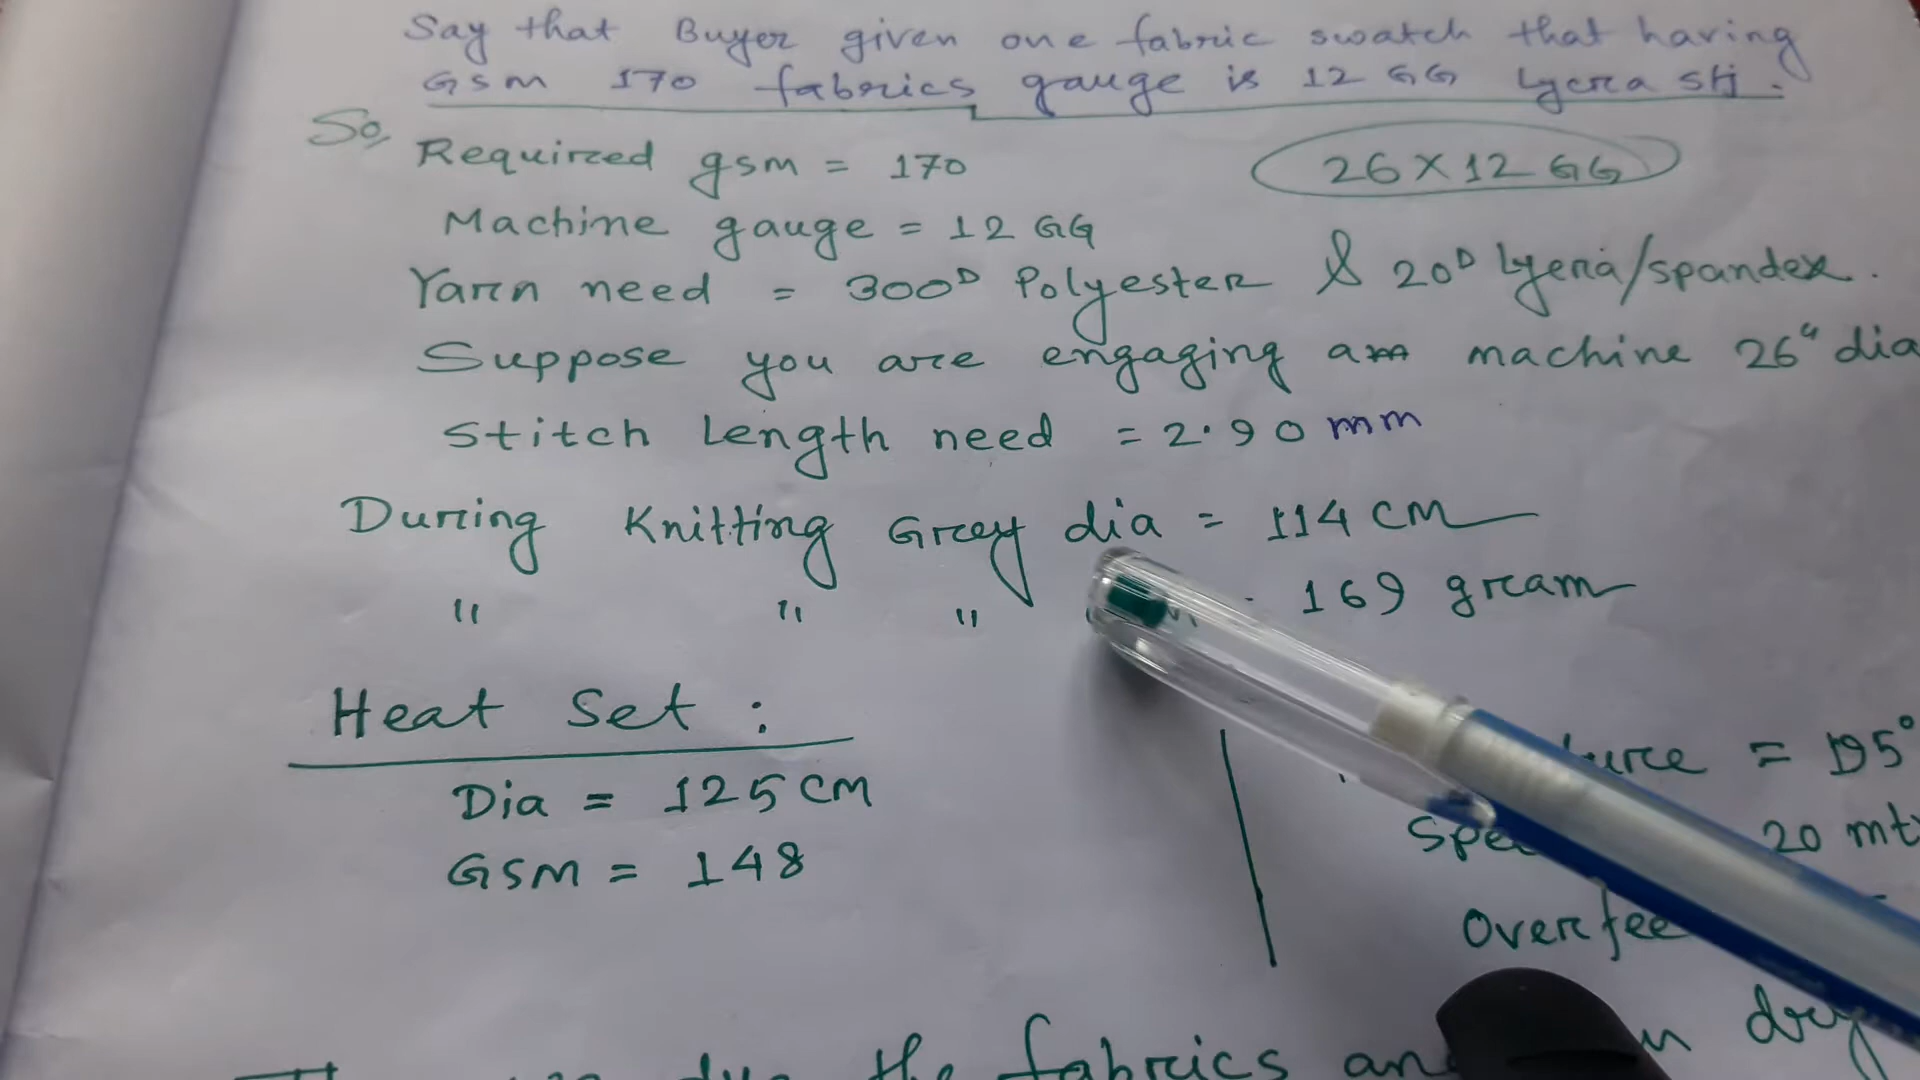 Say that Buyer given one fabric swatch that having
GSM 170 fabrics gauge is 12 GG Lycra S/J.
So, Required gsm = 170
26 X 12 GG
Machine gauge = 12 GG
Yarn need = 300D Polyester & 20D Lycra/spandex.
Suppose you are engaging a machine 26" dia
Stitch Length need = 2.90 mm
During Knitting Grey dia = 114 CM
" " " 169 gram
Heat Set :
Dia = 125 CM
GSM = 148
= 195°
20 mt
Overfee
the fabrics an
dry